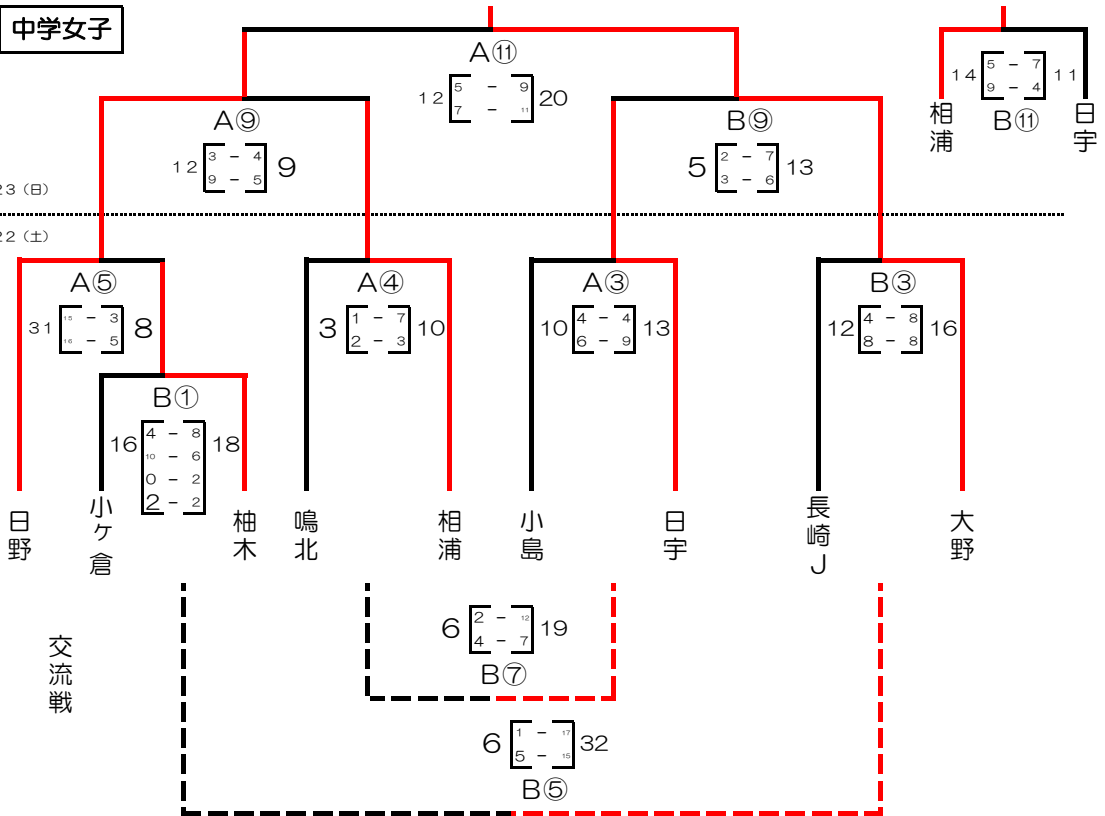 中学女子
A⑪
12 5 - 9 20
7 - 11
14 5 - 7 11
9 - 4
B⑪
相浦
日宇
A⑨
12 3 - 4 9
9 - 5
B⑨
5 2 - 7 13
3 - 6
23(日)
22(土)
A⑤
31 15 - 3 8
16 - 5
A④
3 1 - 7 10
2 - 3
A③
10 4 - 4 13
6 - 9
B③
12 4 - 8 16
8 - 8
B①
16 4 - 8 18
10 - 6
0 - 2
2 - 2
日野
小ヶ倉
柚木
鳴北
相浦
小島
日宇
長崎J
大野
交流戦
6 2 - 12 19
4 - 7
B⑦
6 1 - 17 32
5 - 15
B⑤